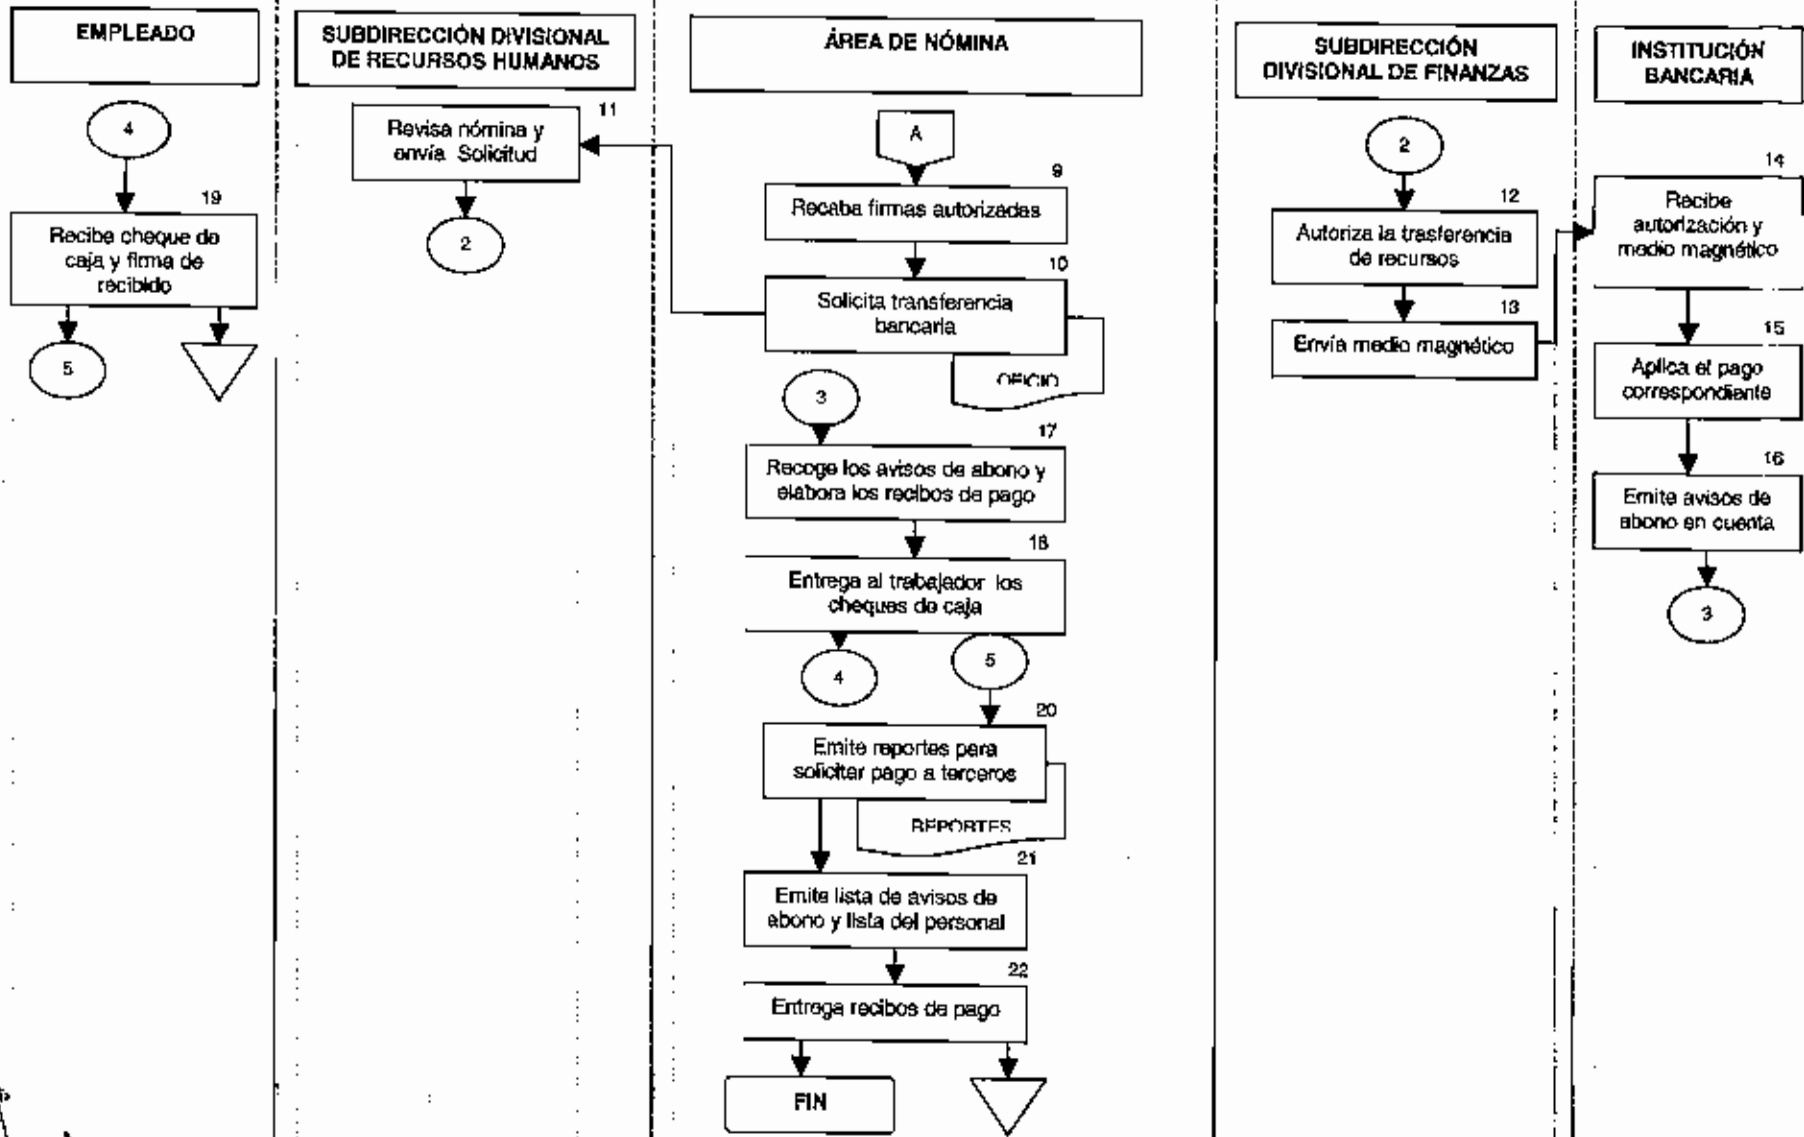 EMPLEADO
4
19
Recibe cheque de
caja y firma de
recibido
5
SUBDIRECCIÓN DIVISIONAL
DE RECURSOS HUMANOS
11
Revisa nómina y
envía Solicitud
2
ÁREA DE NÓMINA
A
9
Recaba firmas autorizadas
10
Solicita transferencia
bancaria
OFICIO
3
17
Recoge los avisos de abono y
elabora los recibos de pago
18
Entrega al trabajador los
cheques de caja
4
5
20
Emite reportes para
solicitar pago a terceros
REPORTES
21
Emite lista de avisos de
abono y lista del personal
22
Entrega recibos de pago
FIN
SUBDIRECCIÓN
DIVISIONAL DE FINANZAS
2
12
Autoriza la trasferencia
de recursos
13
Envía medio magnético
INSTITUCIÓN
BANCARIA
14
Recibe
autorización y
medio magnético
15
Aplica el pago
correspondiente
16
Emite avisos de
abono en cuenta
3